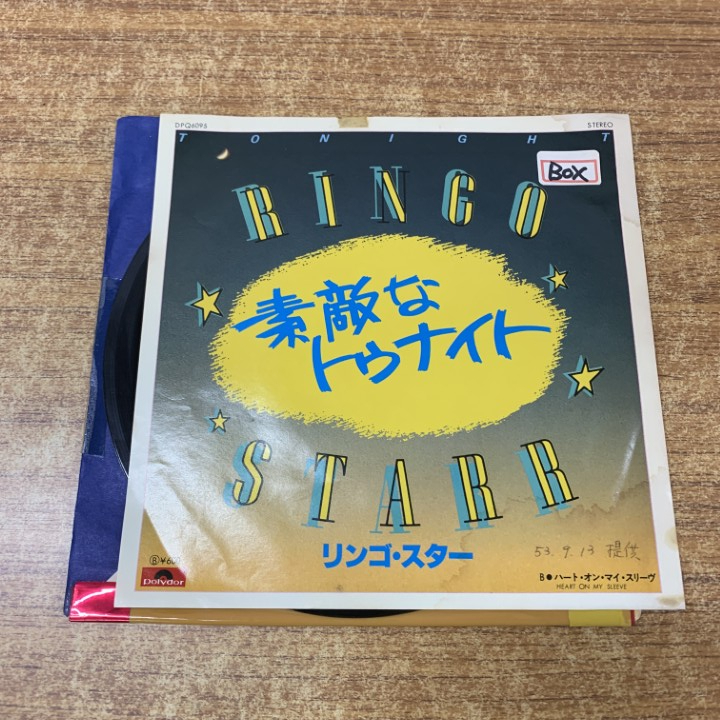 DPQ6095 STEREO
TONIGHT
BOX
RINGO
素敵な
トゥナイト
STARR
リンゴ・スター
53.9.13 提供
B●ハート・オン・マイ・スリーヴ
HEART ON MY SLEEVE
Ⓑ¥60
Polydor